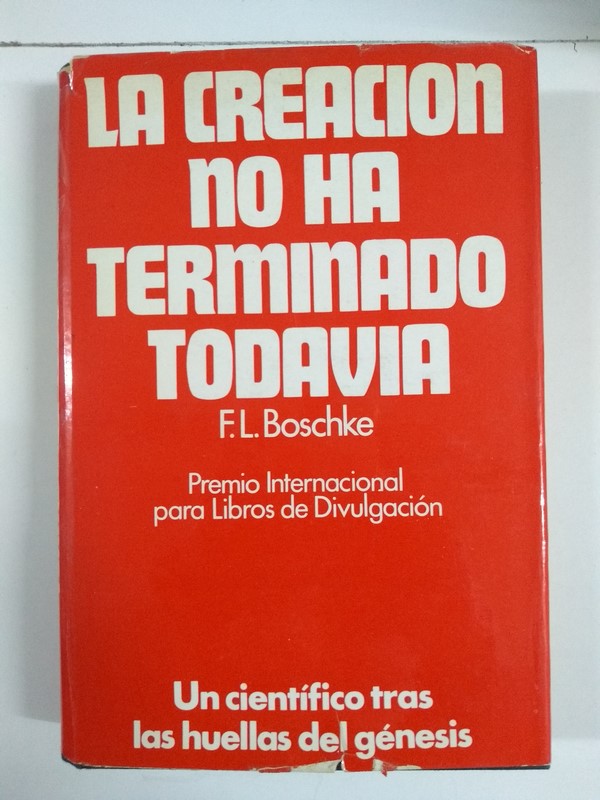 LA CREACION
NO HA
TERMINADO
TODAVIA
F. L. Boschke
Premio Internacional
para Libros de Divulgación
Un científico tras
las huellas del génesis